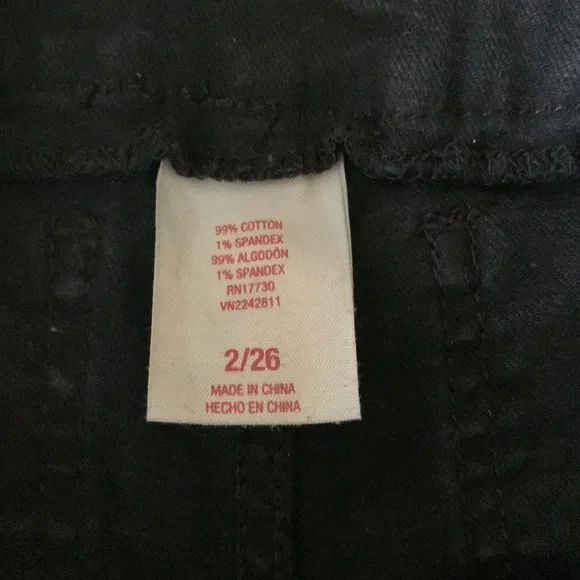 99% COTTON
1% SPANDEX
99% ALGODÓN
1% SPANDEX
RN17730
VN2242811
2/26
MADE IN CHINA
HECHO EN CHINA